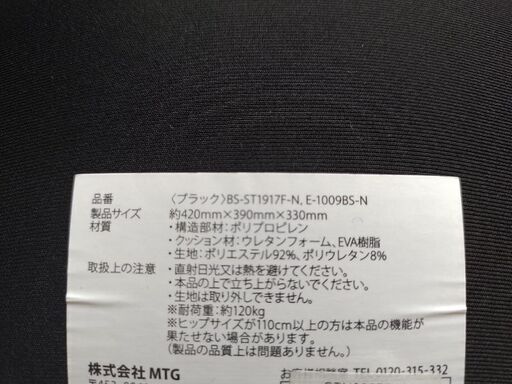 品番 〈ブラック〉BS-ST1917F-N, E-1009BS-N
製品サイズ 約420mm×390mm×330mm
材質 ・構造部材：ポリプロピレン
・クッション材：ウレタンフォーム、EVA樹脂
・生地：ポリエステル92%、ポリウレタン8%
取扱上の注意 ・直射日光又は熱を避けてください。
・本品の上で立ち上がらないでください。
・生地は取り外しできません。
※耐荷重：約120kg
※ヒップサイズが110cm以上の方は本品の機能が
果たせない場合があります。
(製品の品質上は問題ありません。)
株式会社 MTG
TEL 0120-315-332